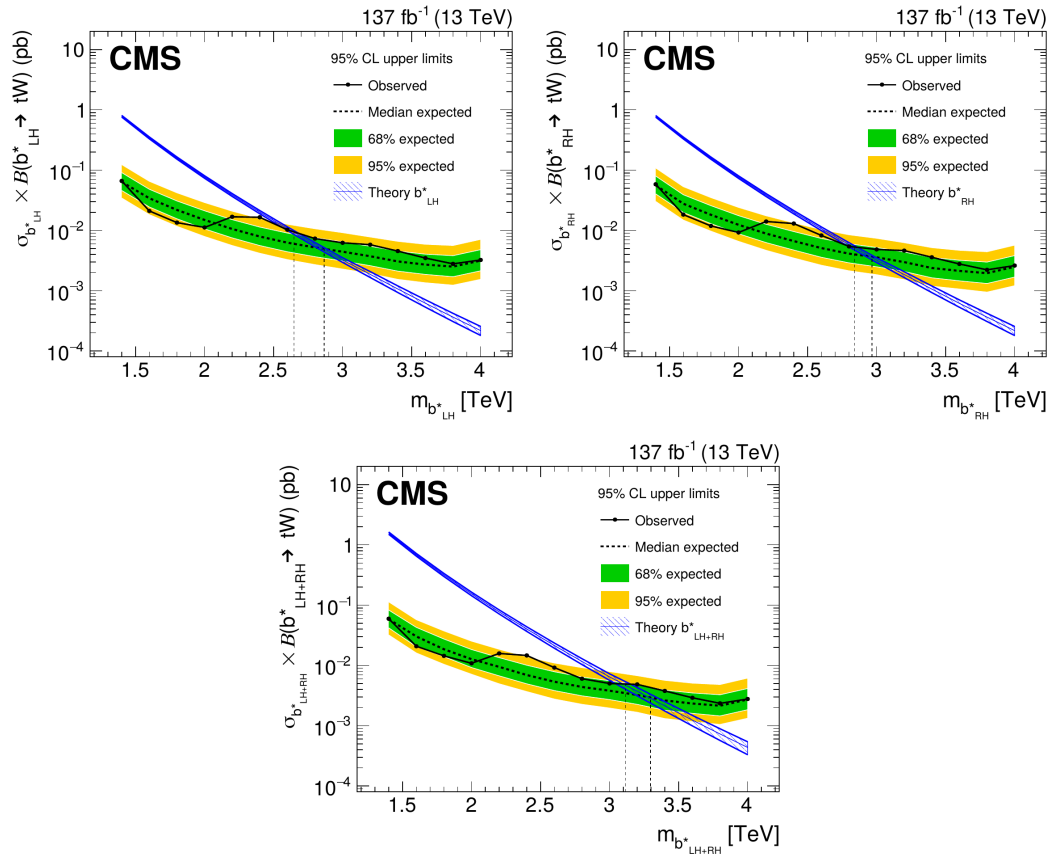 137 fb⁻¹ (13 TeV)
CMS
95% CL upper limits
Observed
Median expected
68% expected
95% expected
Theory b*LH
σb*LH × B(b*LH → tW) (pb)
10
1
10⁻¹
10⁻²
10⁻³
10⁻⁴
1.5 2 2.5 3 3.5 4
mb*LH [TeV]
137 fb⁻¹ (13 TeV)
CMS
95% CL upper limits
Observed
Median expected
68% expected
95% expected
Theory b*RH
σb*RH × B(b*RH → tW) (pb)
10
1
10⁻¹
10⁻²
10⁻³
10⁻⁴
1.5 2 2.5 3 3.5 4
mb*RH [TeV]
137 fb⁻¹ (13 TeV)
CMS
95% CL upper limits
Observed
Median expected
68% expected
95% expected
Theory b*LH+RH
σb*LH+RH × B(b*LH+RH → tW) (pb)
10
1
10⁻¹
10⁻²
10⁻³
10⁻⁴
1.5 2 2.5 3 3.5 4
mb*LH+RH [TeV]